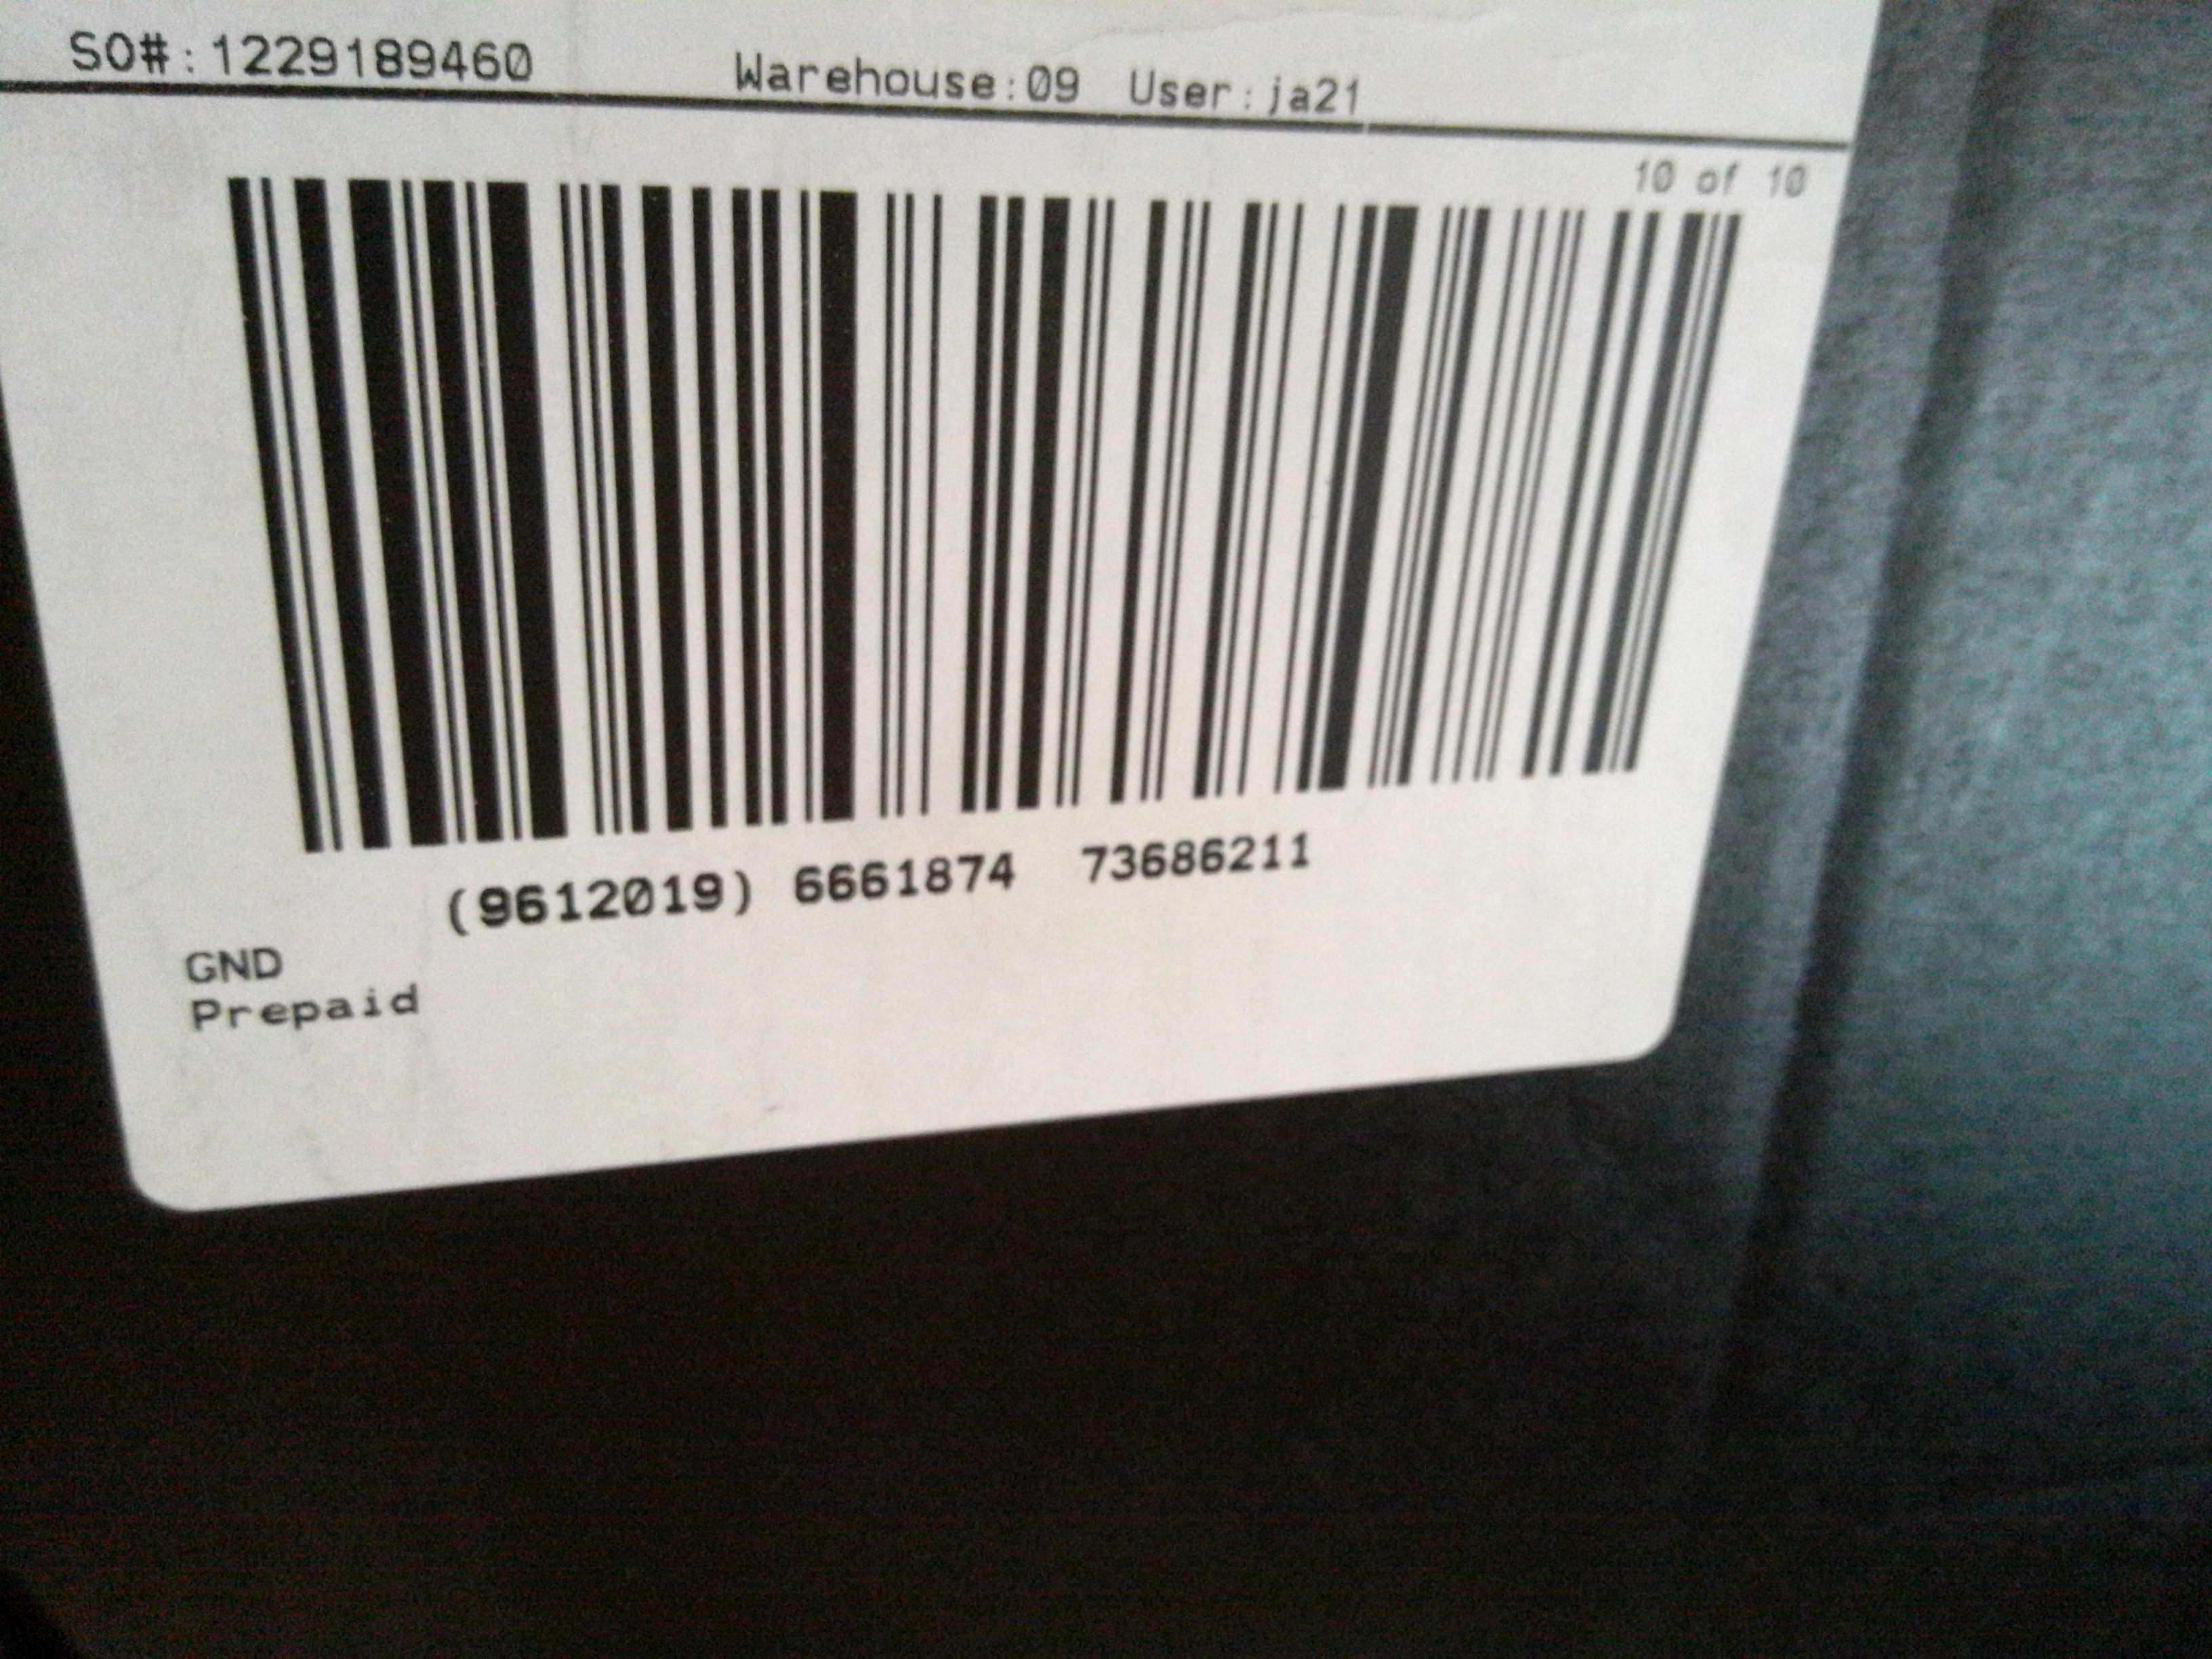 SO#:1229189460 Warehouse:09 User:ja21
10 of 10
(9612019) 6661874 73686211
GND
Prepaid